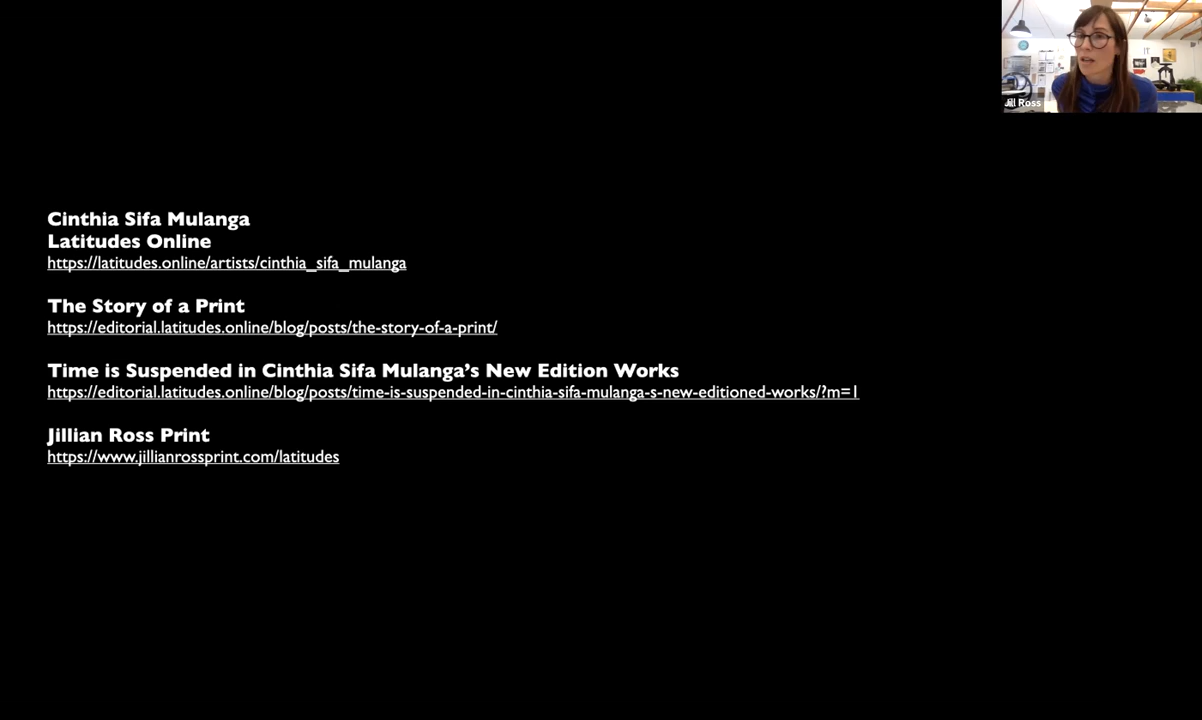 Jill Ross
Cinthia Sifa Mulanga
Latitudes Online
https://latitudes.online/artists/cinthia_sifa_mulanga
The Story of a Print
https://editorial.latitudes.online/blog/posts/the-story-of-a-print/
Time is Suspended in Cinthia Sifa Mulanga’s New Edition Works
https://editorial.latitudes.online/blog/posts/time-is-suspended-in-cinthia-sifa-mulanga-s-new-editioned-works/?m=1
Jillian Ross Print
https://www.jillianrossprint.com/latitudes